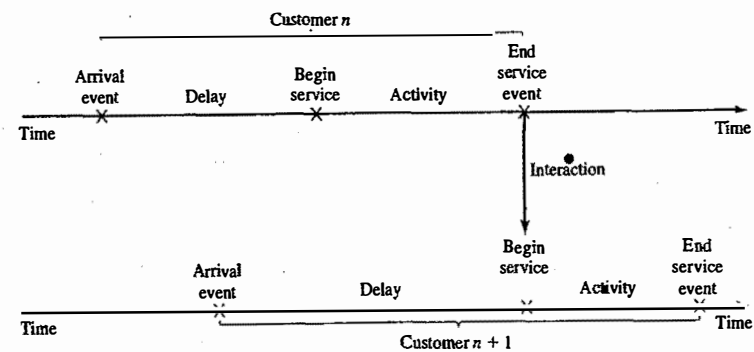 Customer n
Arrival
event
Delay
Begin
service
Activity
End
service
event
Time
Time
Interaction
Arrival
event
Delay
Begin
service
Activity
End
service
event
Time
Time
Customer n + 1